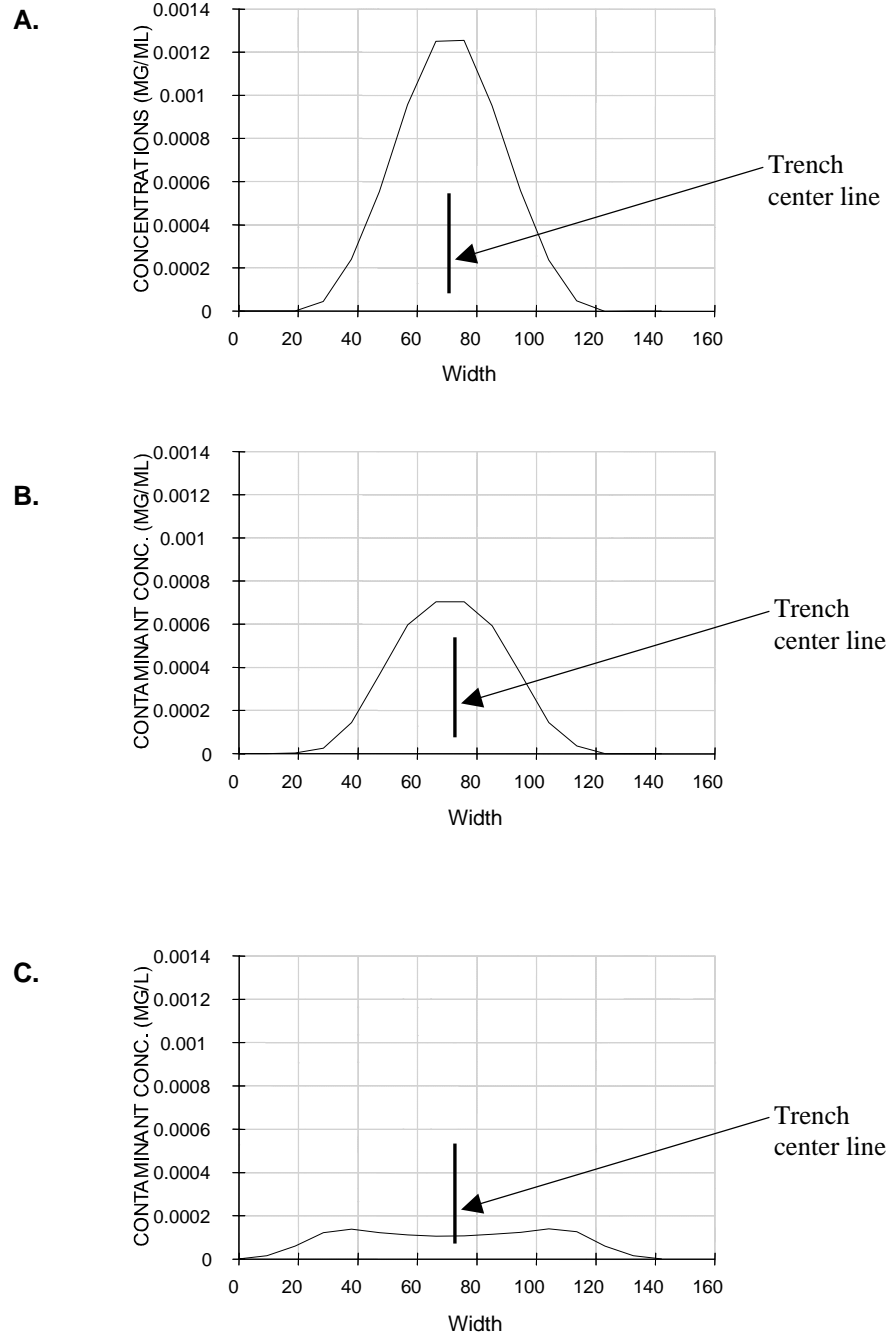 A.
CONCENTRATIONS (MG/ML)
0.0014
0.0012
0.001
0.0008
0.0006
0.0004
0.0002
0
0 20 40 60 80 100 120 140 160
Width
Trench
center line
B.
CONTAMINANT CONC. (MG/ML)
0.0014
0.0012
0.001
0.0008
0.0006
0.0004
0.0002
0
0 20 40 60 80 100 120 140 160
Width
Trench
center line
C.
CONTAMINANT CONC. (MG/L)
0.0014
0.0012
0.001
0.0008
0.0006
0.0004
0.0002
0
0 20 40 60 80 100 120 140 160
Width
Trench
center line